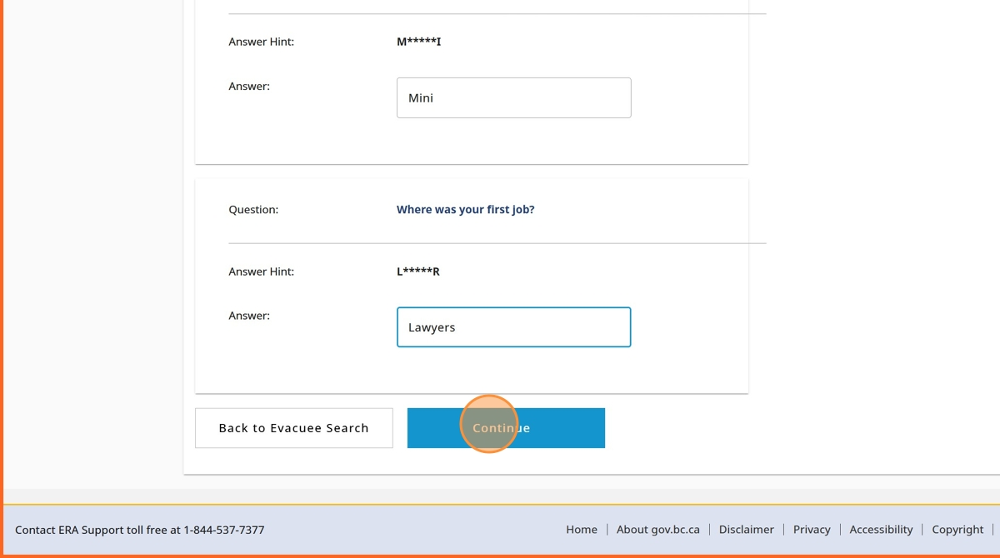 Answer Hint: M*****I
Answer: Mini
Question: Where was your first job?
Answer Hint: L*****R
Answer: Lawyers
Back to Evacuee Search Continue
Contact ERA Support toll free at 1-844-537-7377 Home | About gov.bc.ca | Disclaimer | Privacy | Accessibility | Copyright |